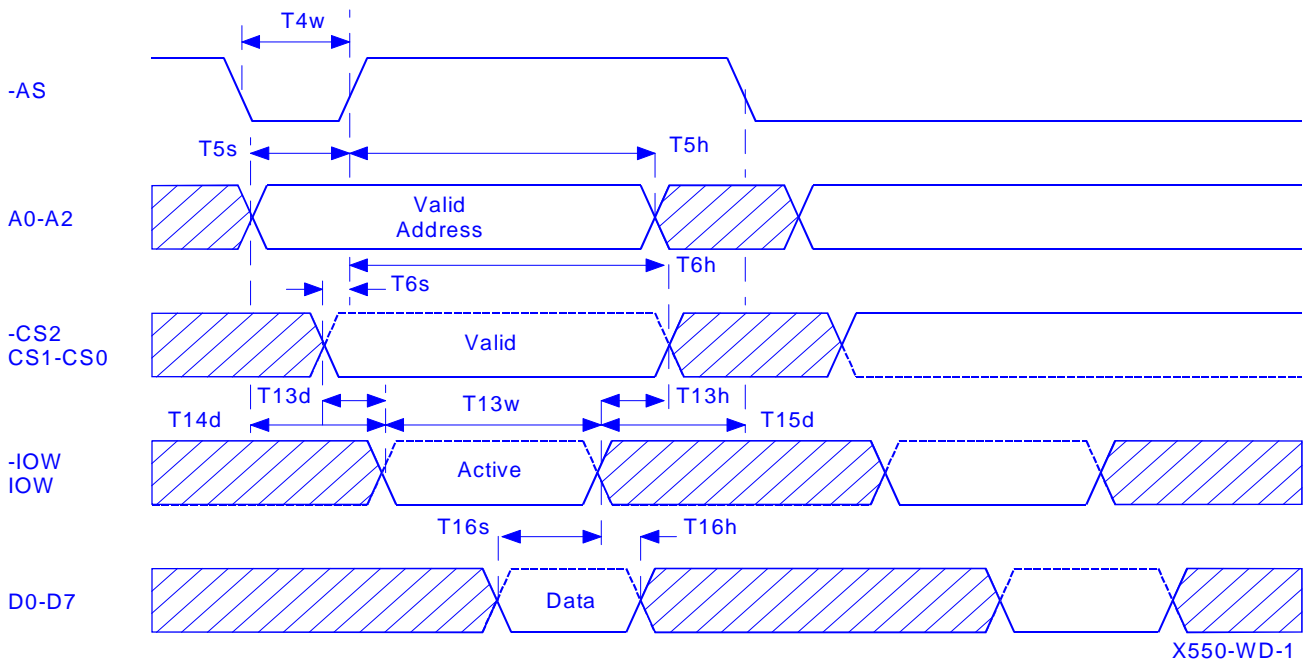 T4w
-AS
T5s
T5h
A0-A2
Valid
Address
T6h
T6s
-CS2
CS1-CS0
Valid
T13d
T13w
T13h
T14d
T15d
-IOW
IOW
Active
T16s
T16h
D0-D7
Data
X550-WD-1